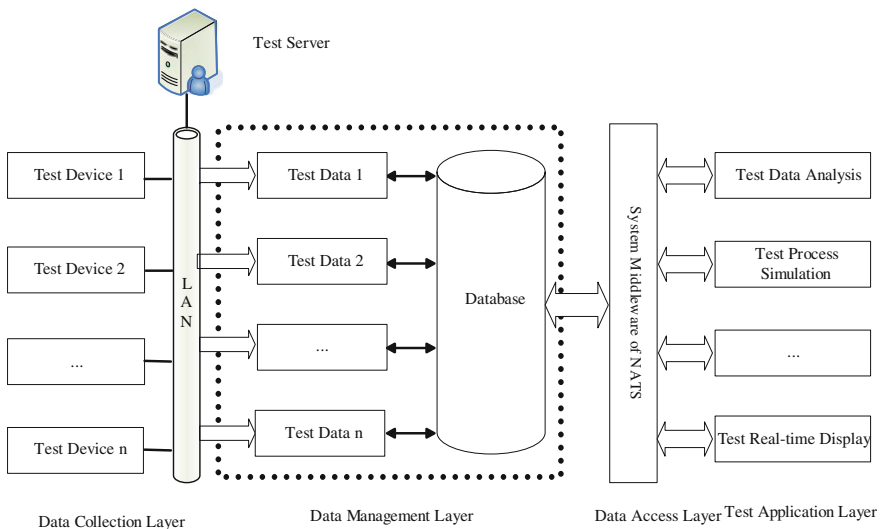 Test Server
Test Device 1
Test Device 2
...
Test Device n
L
A
N
Test Data 1
Test Data 2
...
Test Data n
Database
System Middleware of NATS
Test Data Analysis
Test Process
Simulation
...
Test Real-time Display
Data Collection Layer
Data Management Layer
Data Access Layer
Test Application Layer